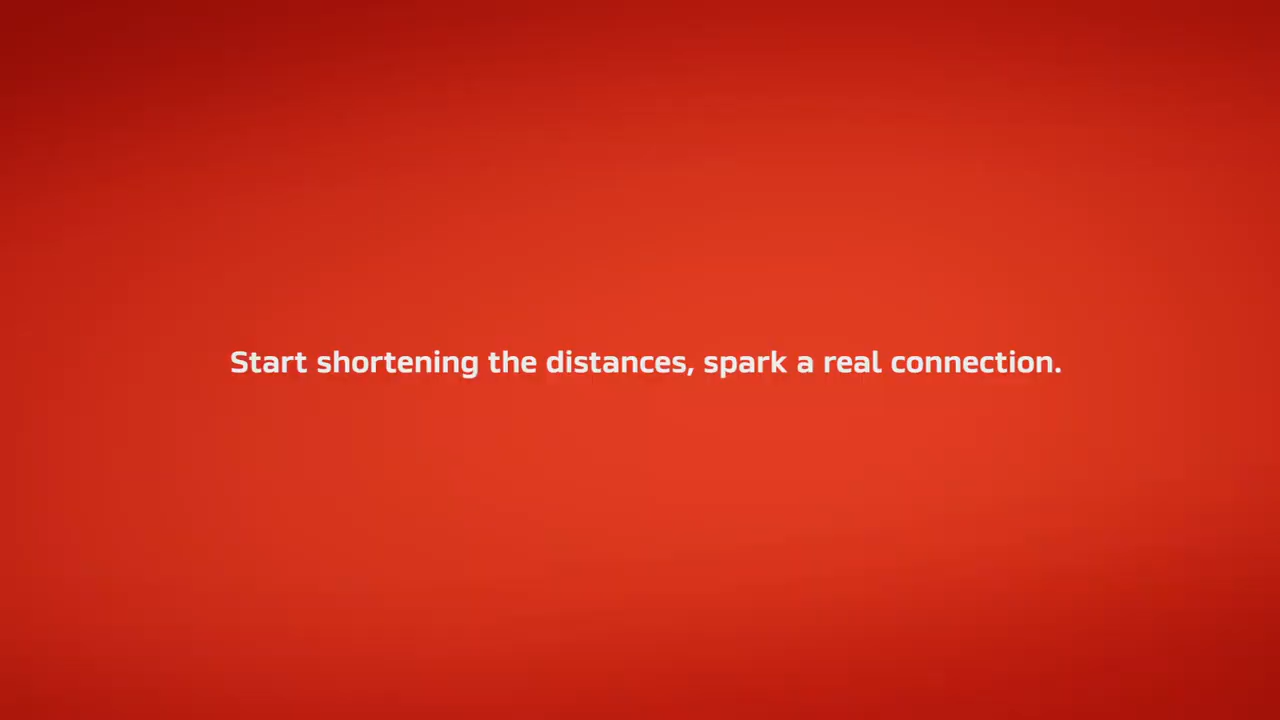 Start shortening the distances, spark a real connection.